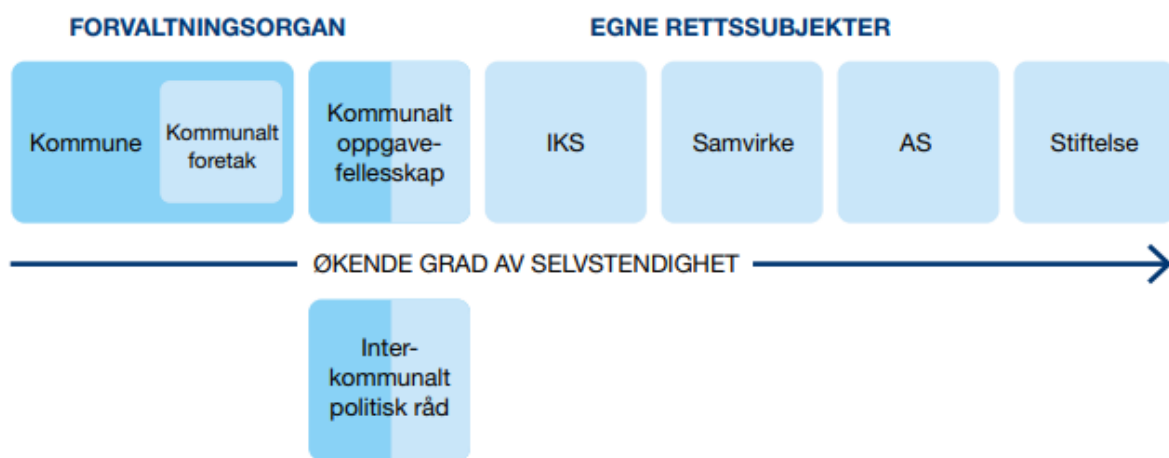 FORVALTNINGSORGAN
EGNE RETTSSUBJEKTER
Kommune
Kommunalt
foretak
Kommunalt
oppgave-
fellesskap
IKS
Samvirke
AS
Stiftelse
ØKENDE GRAD AV SELVSTENDIGHET
Inter-
kommunalt
politisk råd